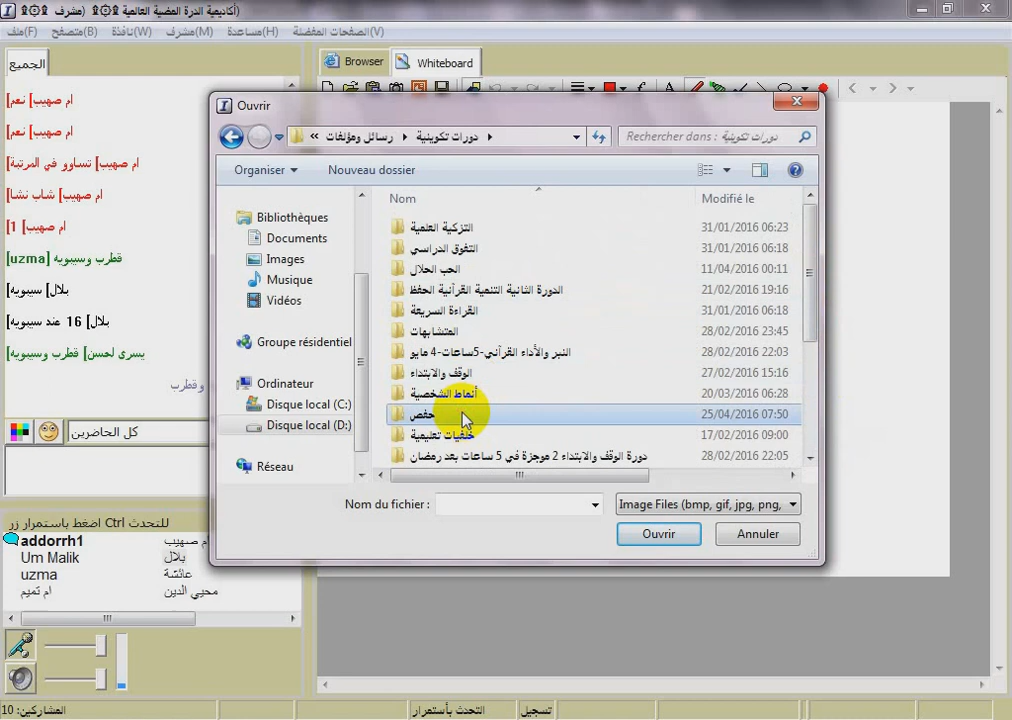 أكاديمية الدرة المضية العالمية (مشرف)
ملف(F) متصفح(B) نافذة(W) مشرف(M) مساعدة(H) الصفحات المفضلة(V)
الجميع
Browser
Whiteboard
ام صهيب] نعم]
ام صهيب] نعم]
ام صهيب] تساوو في المرتبة]
ام صهيب] شاب نشا]
ام صهيب] 1]
قطرب وسيبويه [uzma]
بلال] سيبويه]
بلال] 16 عند سيبويه]
يسرى لحسن] قطرب وسيبويه]
وقطرب
كل الحاضرين
للتحدث Ctrl اضغط باستمرار زر
addorrh1 ام صهيب
Um Malik بلال
uzma عائشة
ام تميم محيي الدين
Ouvrir
« رسائل ومؤلفات دورات تكوينية
Rechercher dans : دورات تكوينية
Organiser
Nouveau dossier
Bibliothèques
Documents
Images
Musique
Vidéos
Groupe résidentiel
Ordinateur
Disque local (C:)
Disque local (D:)
Réseau
Nom
Modifié le
التزكية العلمية 31/01/2016 06:23
التفوق الدراسي 31/01/2016 06:18
الحب الحلال 11/04/2016 00:11
الدورة الثانية التنمية القرآنية الحفظ 21/02/2016 19:16
القراءة السريعة 31/01/2016 06:18
المتشابهات 28/02/2016 23:45
النبر والأداء القرآني-5ساعات-4 مايو 28/02/2016 22:03
الوقف والابتداء 27/02/2016 15:16
أنماط الشخصية 20/03/2016 06:28
حفص 25/04/2016 07:50
خلفيات تعليمية 17/02/2016 09:00
دورة الوقف والابتداء 2 موجزة في 5 ساعات بعد رمضان 28/02/2016 22:05
Nom du fichier :
Image Files (bmp, gif, jpg, png,
Ouvrir
Annuler
المشاركين: 10
التحدث بأستمرار
تسجيل